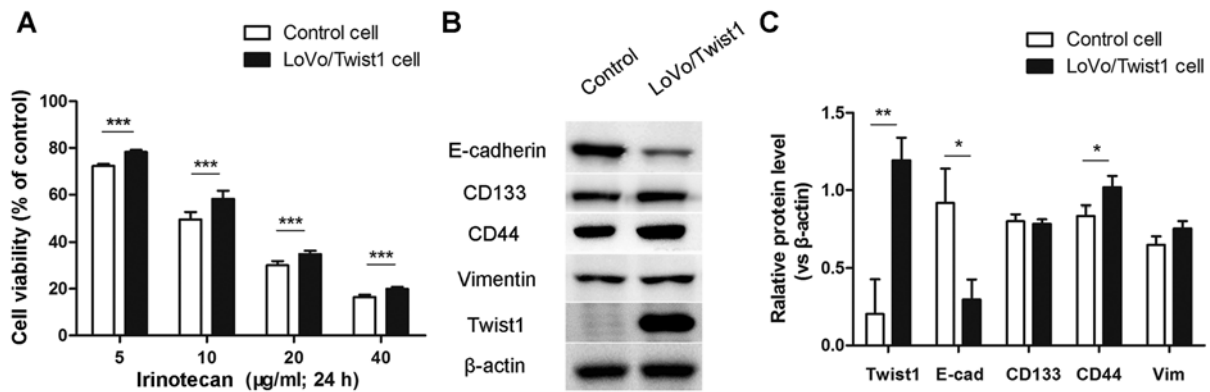 A
Control cell
LoVo/Twist1 cell
Cell viability (% of control)
100
80
60
40
20
0
***
***
***
***
5 10 20 40
Irinotecan (µg/ml; 24 h)
B
Control LoVo/Twist1
E-cadherin
CD133
CD44
Vimentin
Twist1
β-actin
C
Control cell
LoVo/Twist1 cell
Ralative protein level
(vs β-actin)
1.5
1.0
0.5
0.0
**
*
*
Twist1 E-cad CD133 CD44 Vim